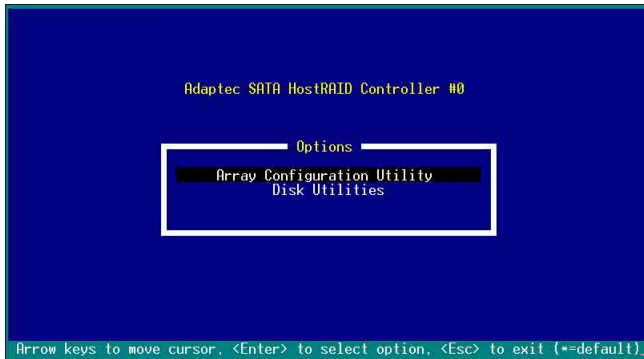 Adaptec SATA HostRAID Controller #0
Options
Array Configuration Utility
Disk Utilities
Arrow keys to move cursor, <Enter> to select option, <Esc> to exit (*=default)